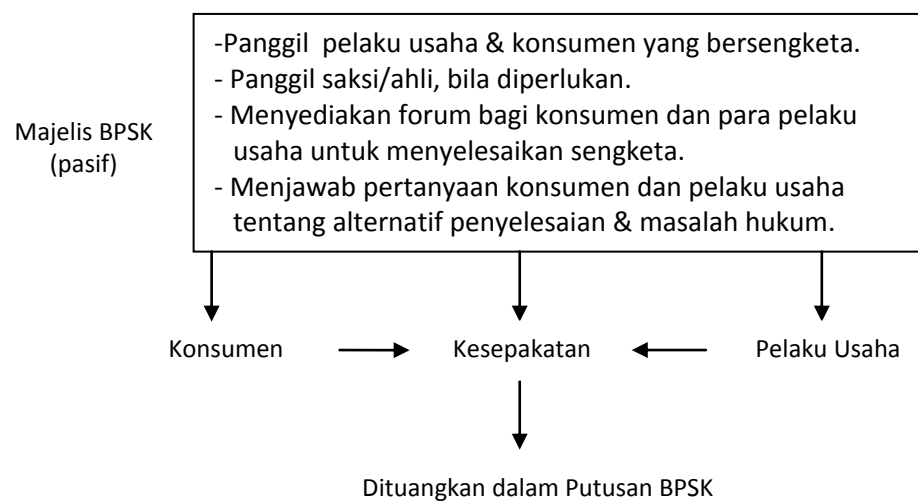 -Panggil pelaku usaha & konsumen yang bersengketa.
- Panggil saksi/ahli, bila diperlukan.
- Menyediakan forum bagi konsumen dan para pelaku
usaha untuk menyelesaikan sengketa.
- Menjawab pertanyaan konsumen dan pelaku usaha
tentang alternatif penyelesaian & masalah hukum.
Majelis BPSK
(pasif)
Konsumen
Kesepakatan
Pelaku Usaha
Dituangkan dalam Putusan BPSK